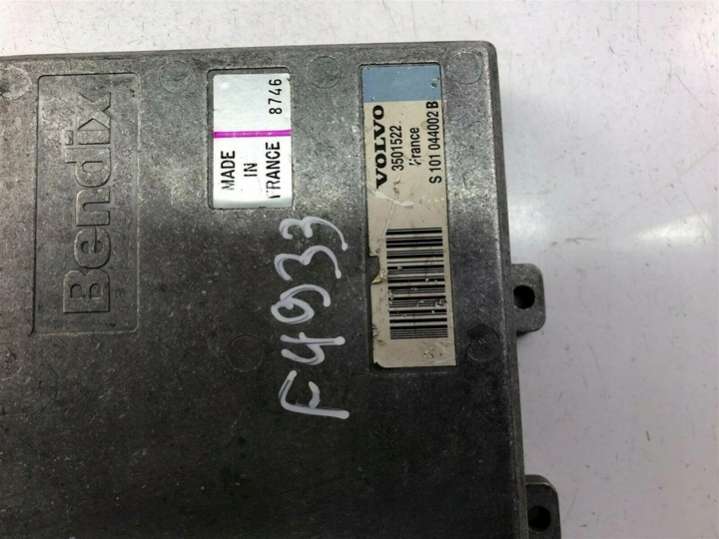 Bendix
MADE
IN
FRANCE 8746
VOLVO
3501522
France
S 101 044002 B
F4933